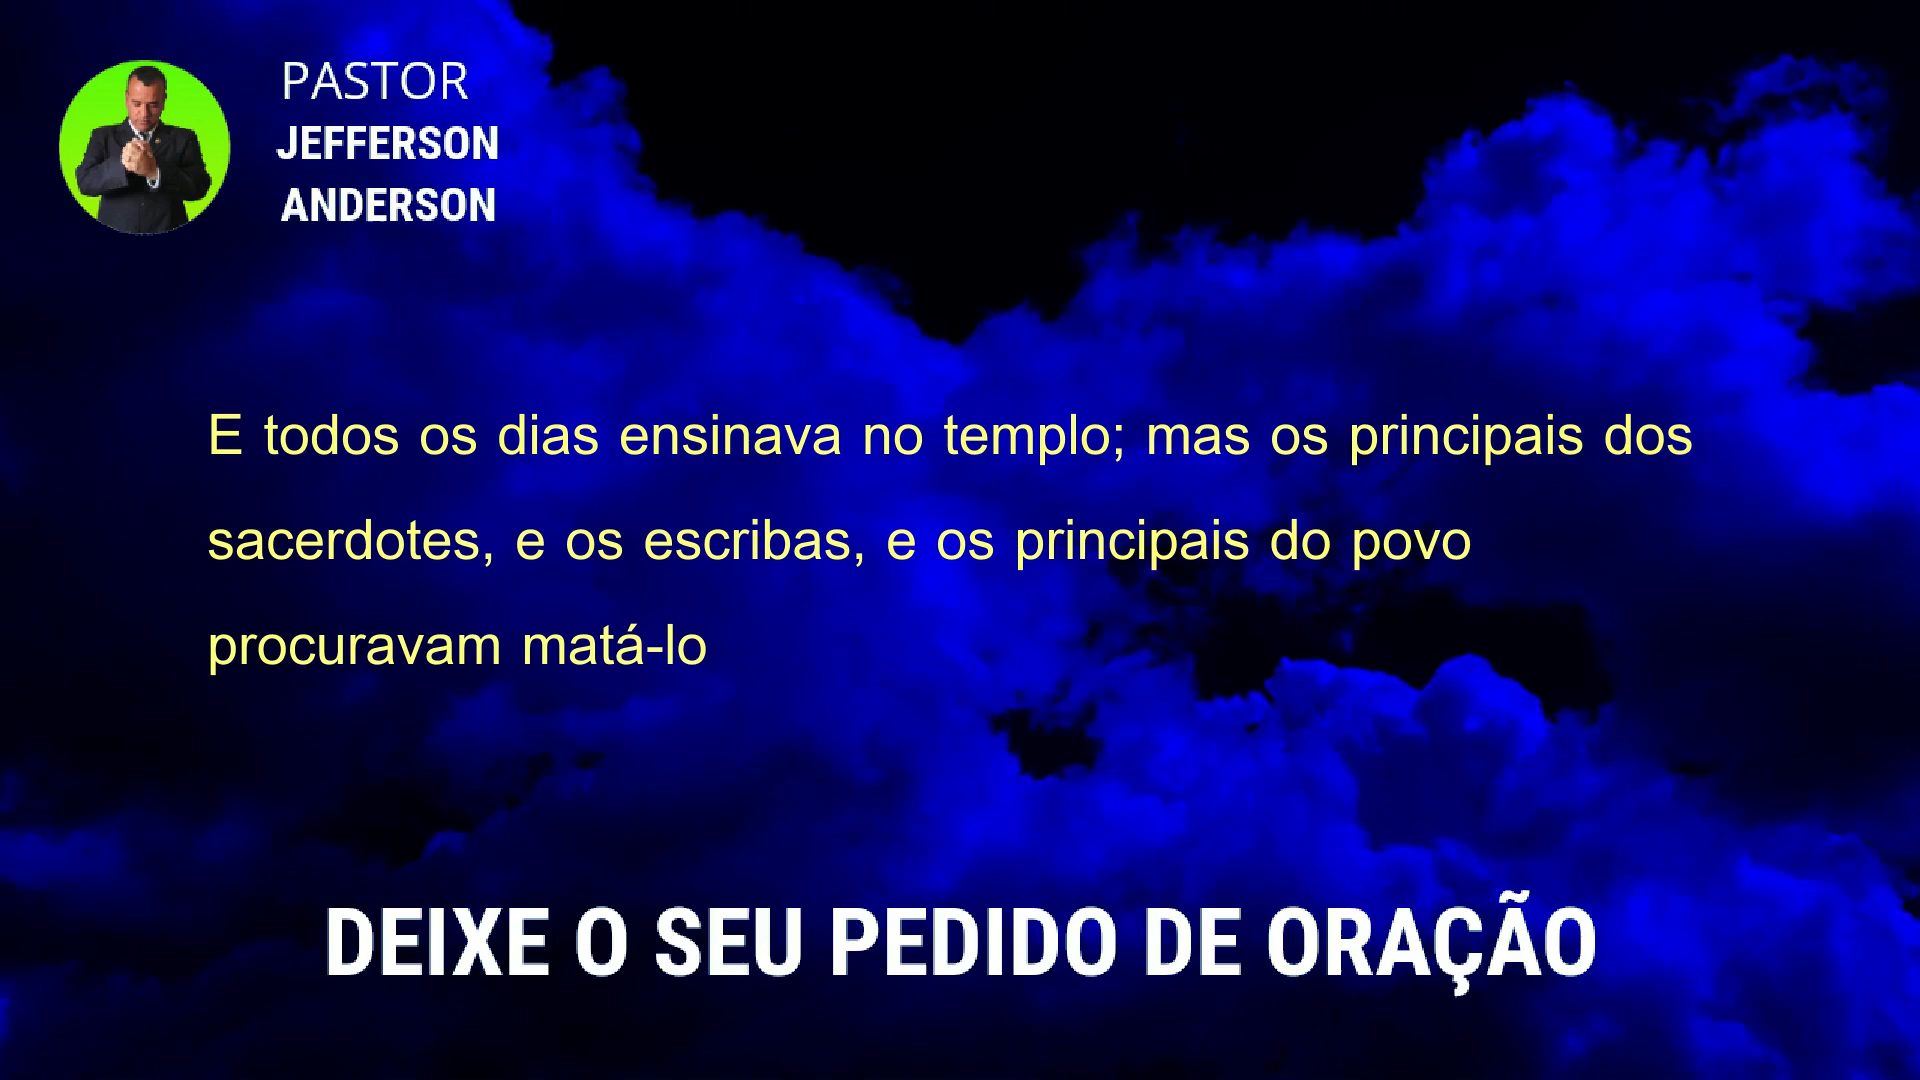 PASTOR
JEFFERSON
ANDERSON
E todos os dias ensinava no templo; mas os principais dos
sacerdotes, e os escribas, e os principais do povo
procuravam matá-lo
DEIXE O SEU PEDIDO DE ORAÇÃO